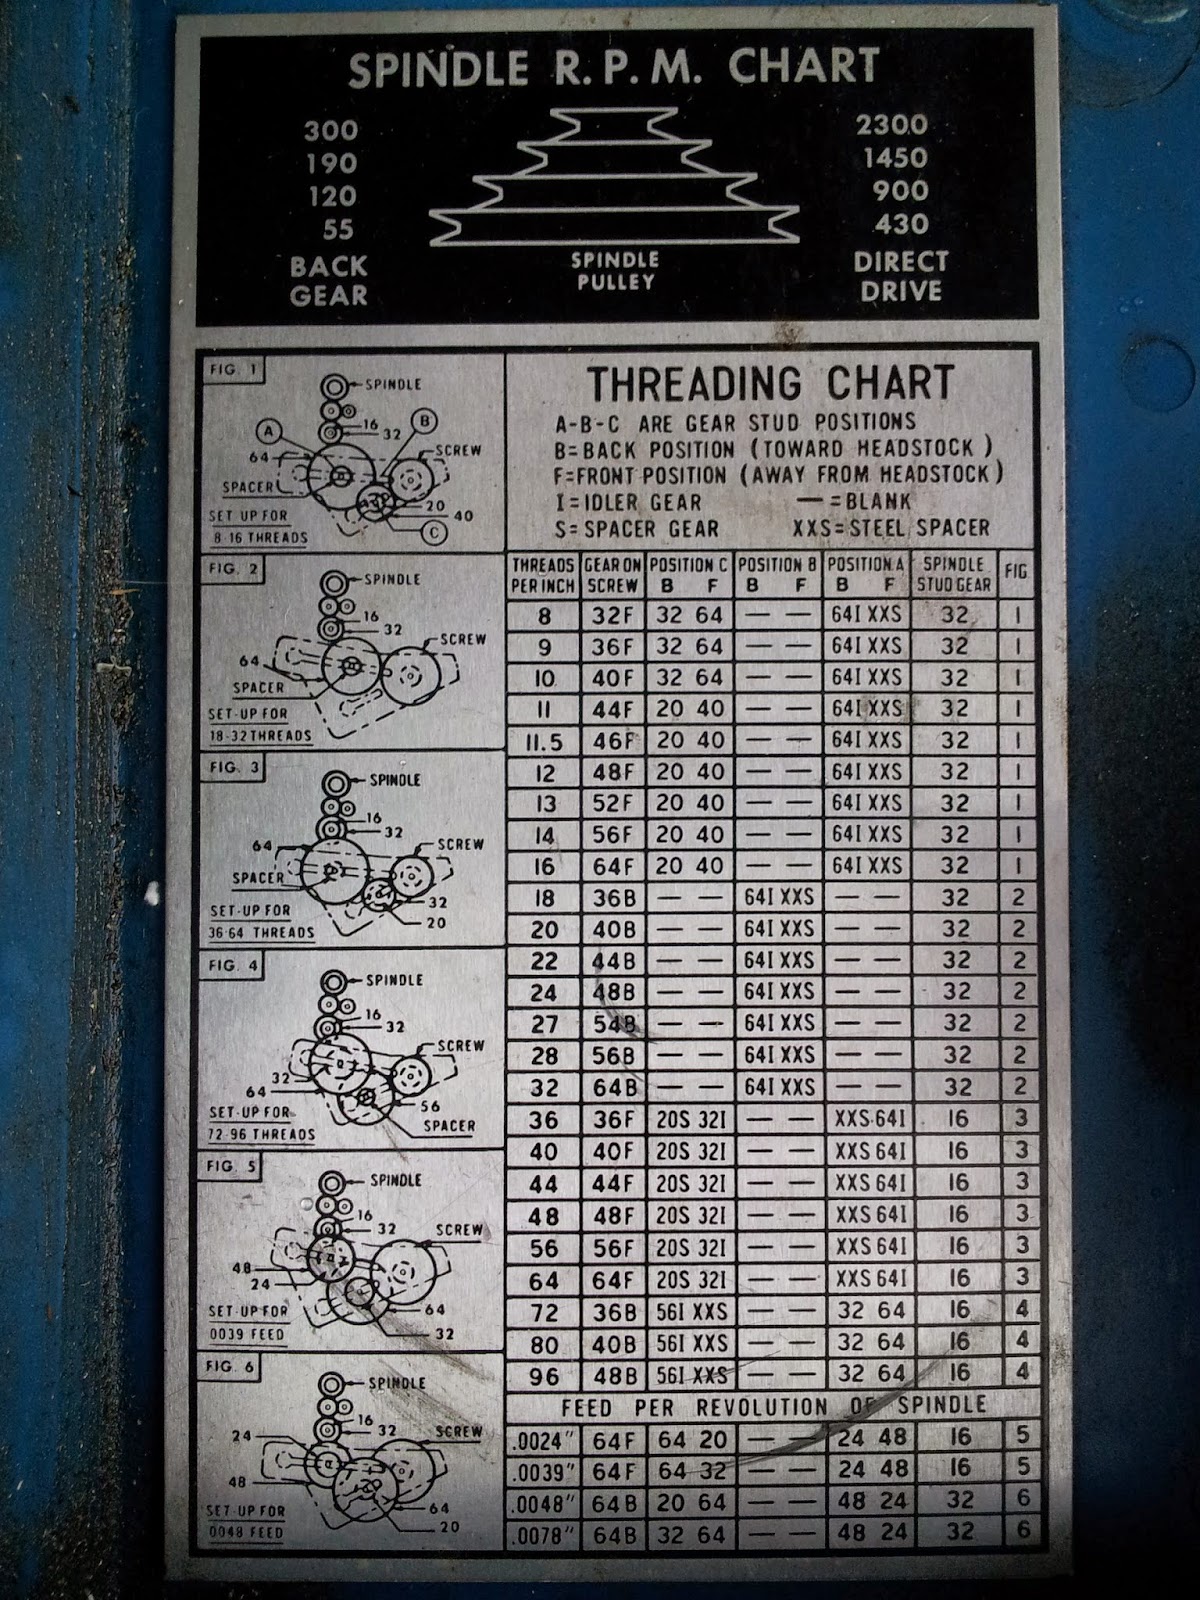 SPINDLE R.P.M. CHART
300 2300
190 1450
120 900
55 430
BACK GEAR
SPINDLE PULLEY
DIRECT DRIVE
FIG. 1
SPINDLE
A
B
16
32
SCREW
64
SPACER
20
40
C
SET UP FOR
8-16 THREADS
FIG. 2
SPINDLE
16
32
SCREW
64
SPACER
SET-UP FOR
18-32 THREADS
FIG. 3
SPINDLE
16
32
64
SCREW
SPACER
32
20
SET-UP FOR
36-64 THREADS
FIG. 4
SPINDLE
16
32
SCREW
32
64
56
SPACER
SET-UP FOR
72-96 THREADS
FIG. 5
SPINDLE
16
32
SCREW
48
24
64
32
SET-UP FOR
0039 FEED
FIG. 6
SPINDLE
16
32
24
SCREW
48
64
20
SET-UP FOR
0048 FEED
THREADING CHART
A-B-C ARE GEAR STUD POSITIONS
B=BACK POSITION (TOWARD HEADSTOCK)
F=FRONT POSITION (AWAY FROM HEADSTOCK)
I=IDLER GEAR —=BLANK
S=SPACER GEAR XXS=STEEL SPACER
THREADS GEAR ON POSITION C POSITION B POSITION A SPINDLE FIG
PER INCH SCREW B F B F B F STUD GEAR
8 32F 32 64 — — 64I XXS 32 1
9 36F 32 64 — — 64I XXS 32 1
10 40F 32 64 — — 64I XXS 32 1
11 44F 20 40 — — 64I XXS 32 1
11.5 46F 20 40 — — 64I XXS 32 1
12 48F 20 40 — — 64I XXS 32 1
13 52F 20 40 — — 64I XXS 32 1
14 56F 20 40 — — 64I XXS 32 1
16 64F 20 40 — — 64I XXS 32 1
18 36B — — 64I XXS — — 32 2
20 40B — — 64I XXS — — 32 2
22 44B — — 64I XXS — — 32 2
24 48B — — 64I XXS — — 32 2
27 54B — — 64I XXS — — 32 2
28 56B — — 64I XXS — — 32 2
32 64B — — 64I XXS — — 32 2
36 36F 20S 32I — — XXS 64I 16 3
40 40F 20S 32I — — XXS 64I 16 3
44 44F 20S 32I — — XXS 64I 16 3
48 48F 20S 32I — — XXS 64I 16 3
56 56F 20S 32I — — XXS 64I 16 3
64 64F 20S 32I — — XXS 64I 16 3
72 36B 56I XXS — — 32 64 16 4
80 40B 56I XXS — — 32 64 16 4
96 48B 56I XXS — — 32 64 16 4
FEED PER REVOLUTION OF SPINDLE
.0024" 64F 64 20 — — 24 48 16 5
.0039" 64F 64 32 — — 24 48 16 5
.0048" 64B 20 64 — — 48 24 32 6
.0078" 64B 32 64 — — 48 24 32 6